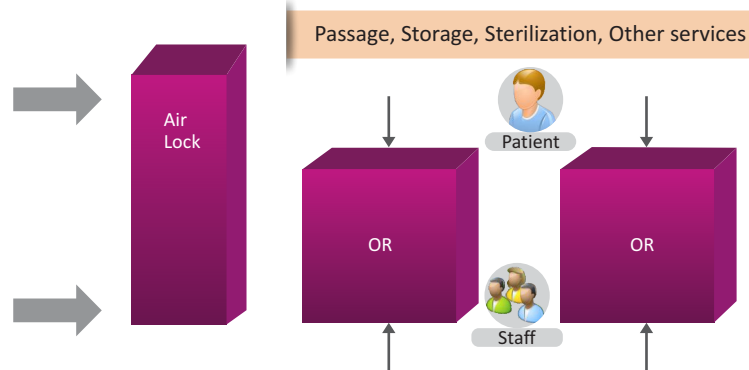 Passage, Storage, Sterilization, Other services
Air
Lock
Patient
OR
OR
Staff